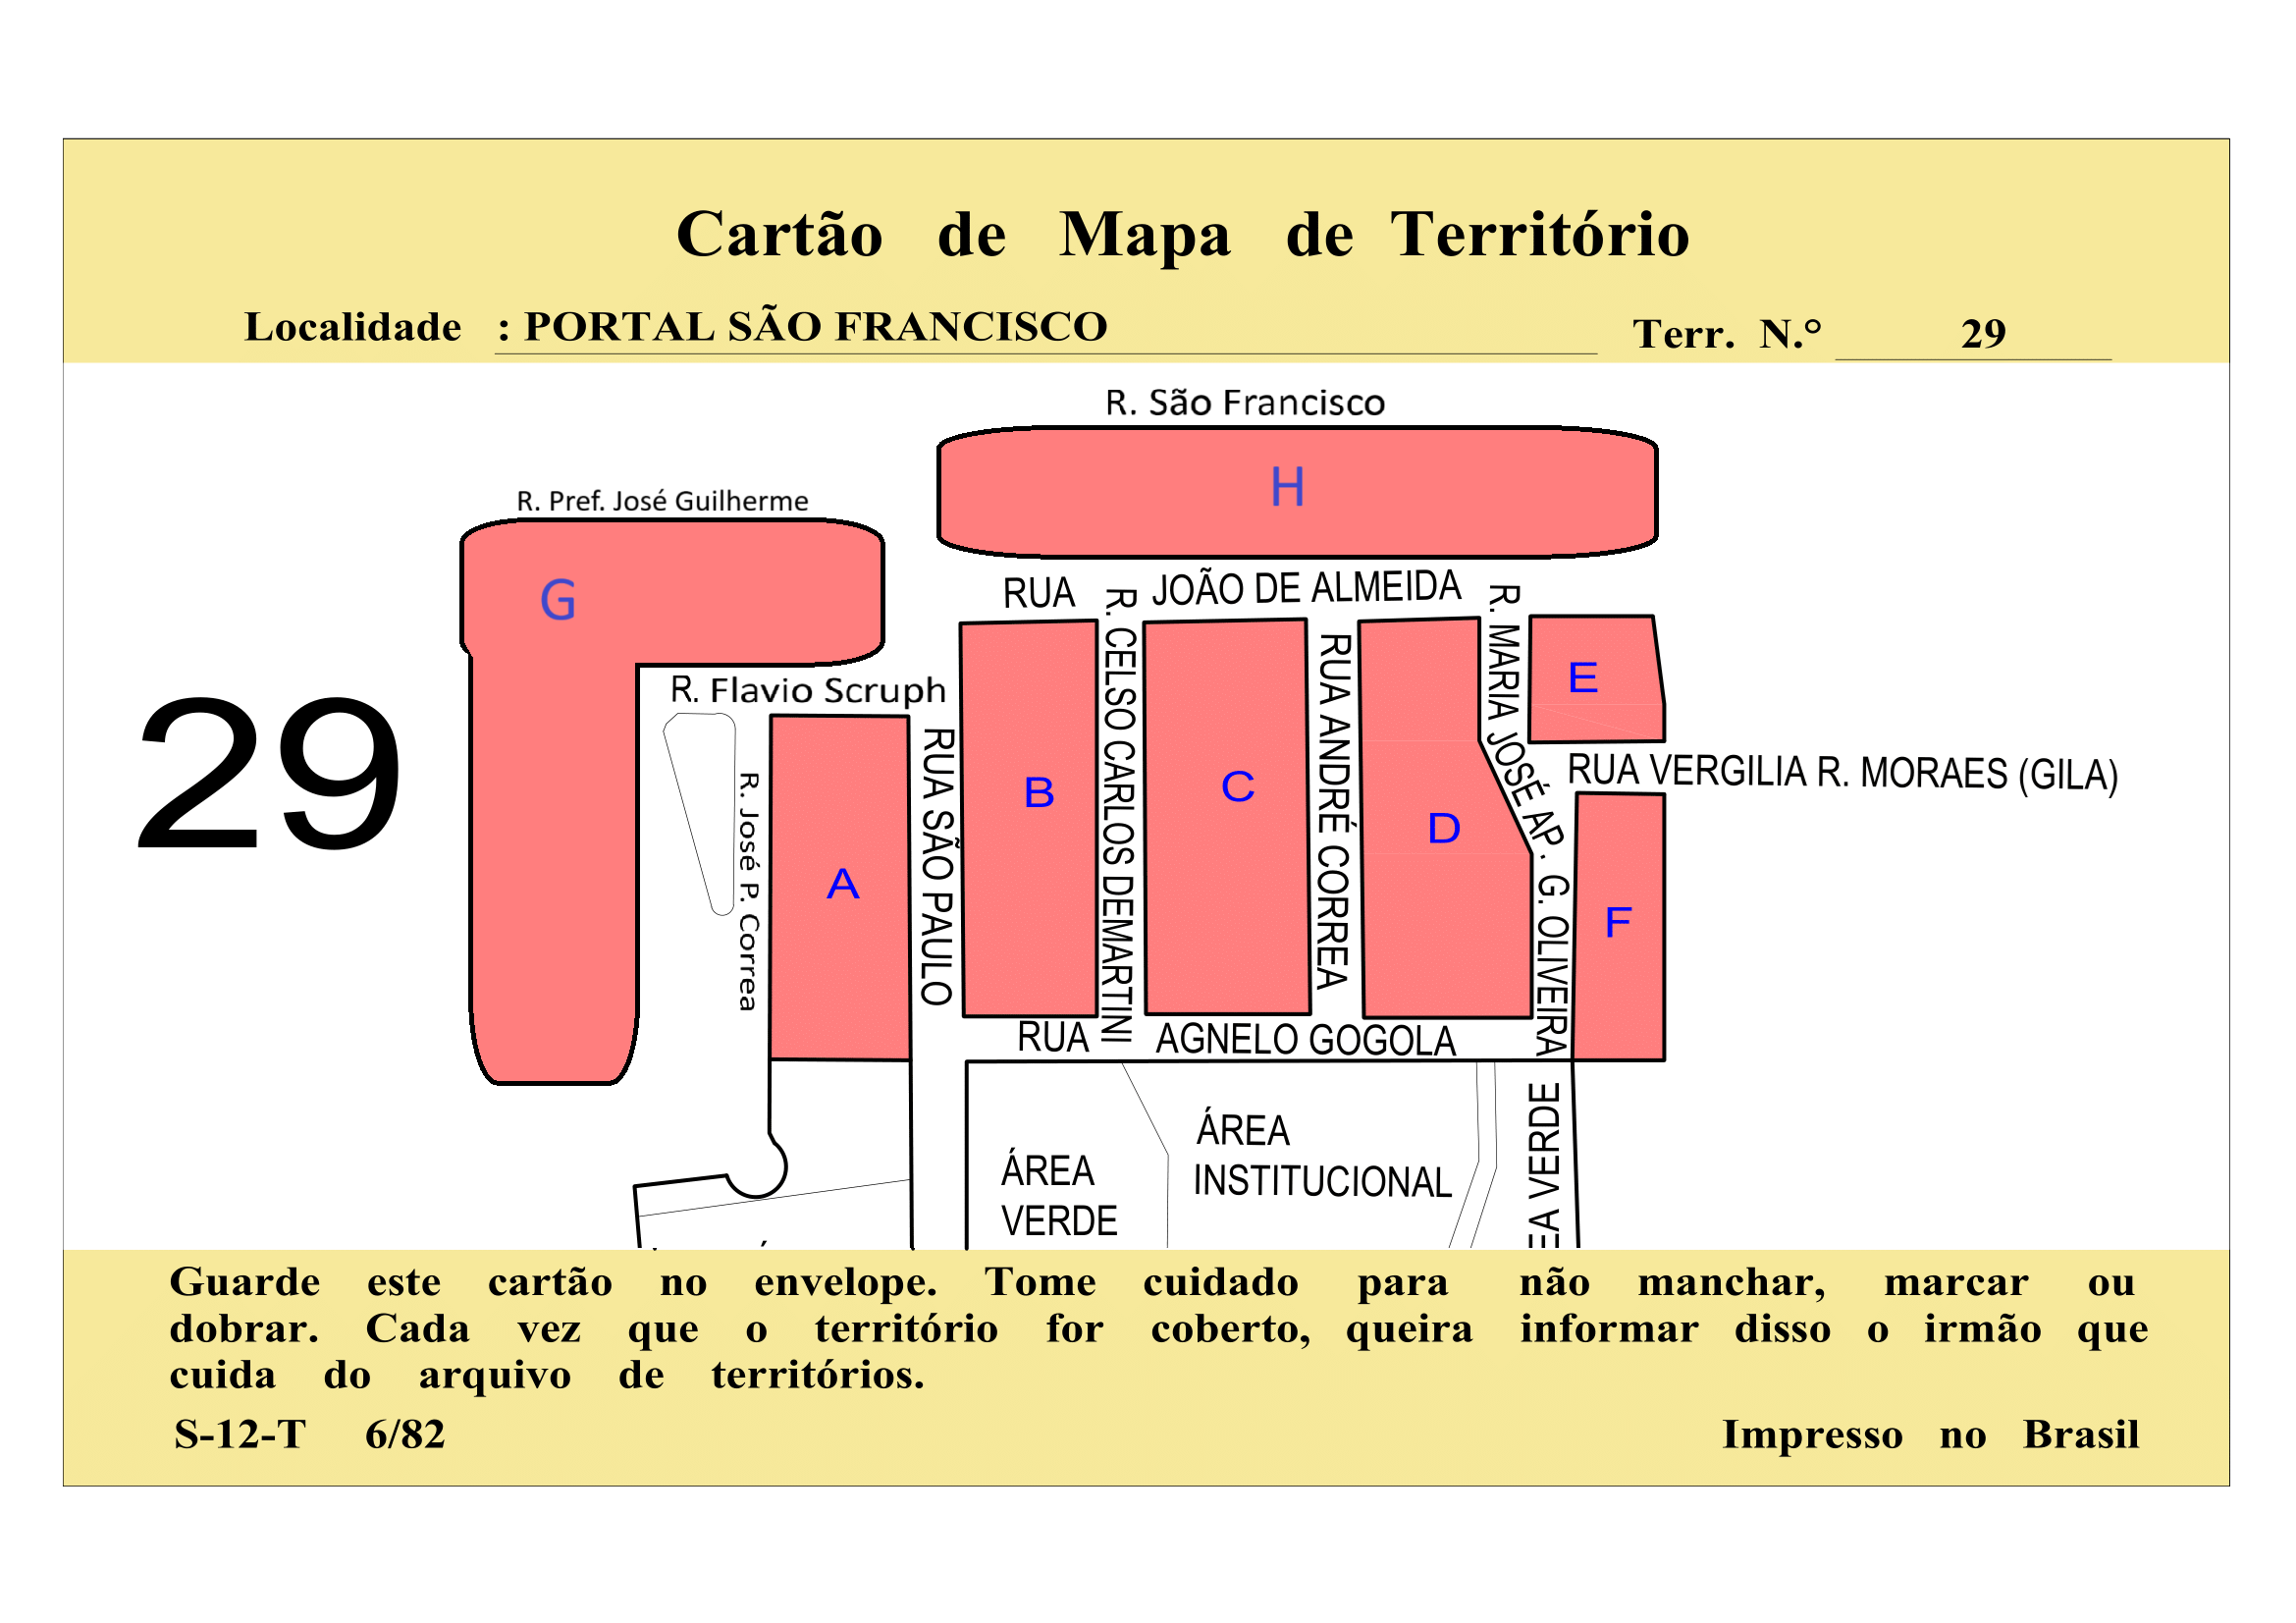 Cartão de Mapa de Território
Localidade : PORTAL SÃO FRANCISCO
Terr. N.° 29
R. São Francisco
H
R. Pref. José Guilherme
G
29
RUA JOÃO DE ALMEIDA
R. Flavio Scruph
R. José P. Correa
A
RUA SÃO PAULO
B
R. CELSO CARLOS DEMARTINI
C
RUA ANDRÉ CORREA
D
R. MARIA JOSÉ AP. G. OLIVEIRA
E
RUA VERGILIA R. MORAES (GILA)
F
RUA AGNELO GOGOLA
ÁREA
VERDE
ÁREA
INSTITUCIONAL
VERDE
Guarde este cartão no envelope. Tome cuidado para não manchar, marcar ou
dobrar. Cada vez que o território for coberto, queira informar disso o irmão que
cuida do arquivo de territórios.
S-12-T 6/82
Impresso no Brasil